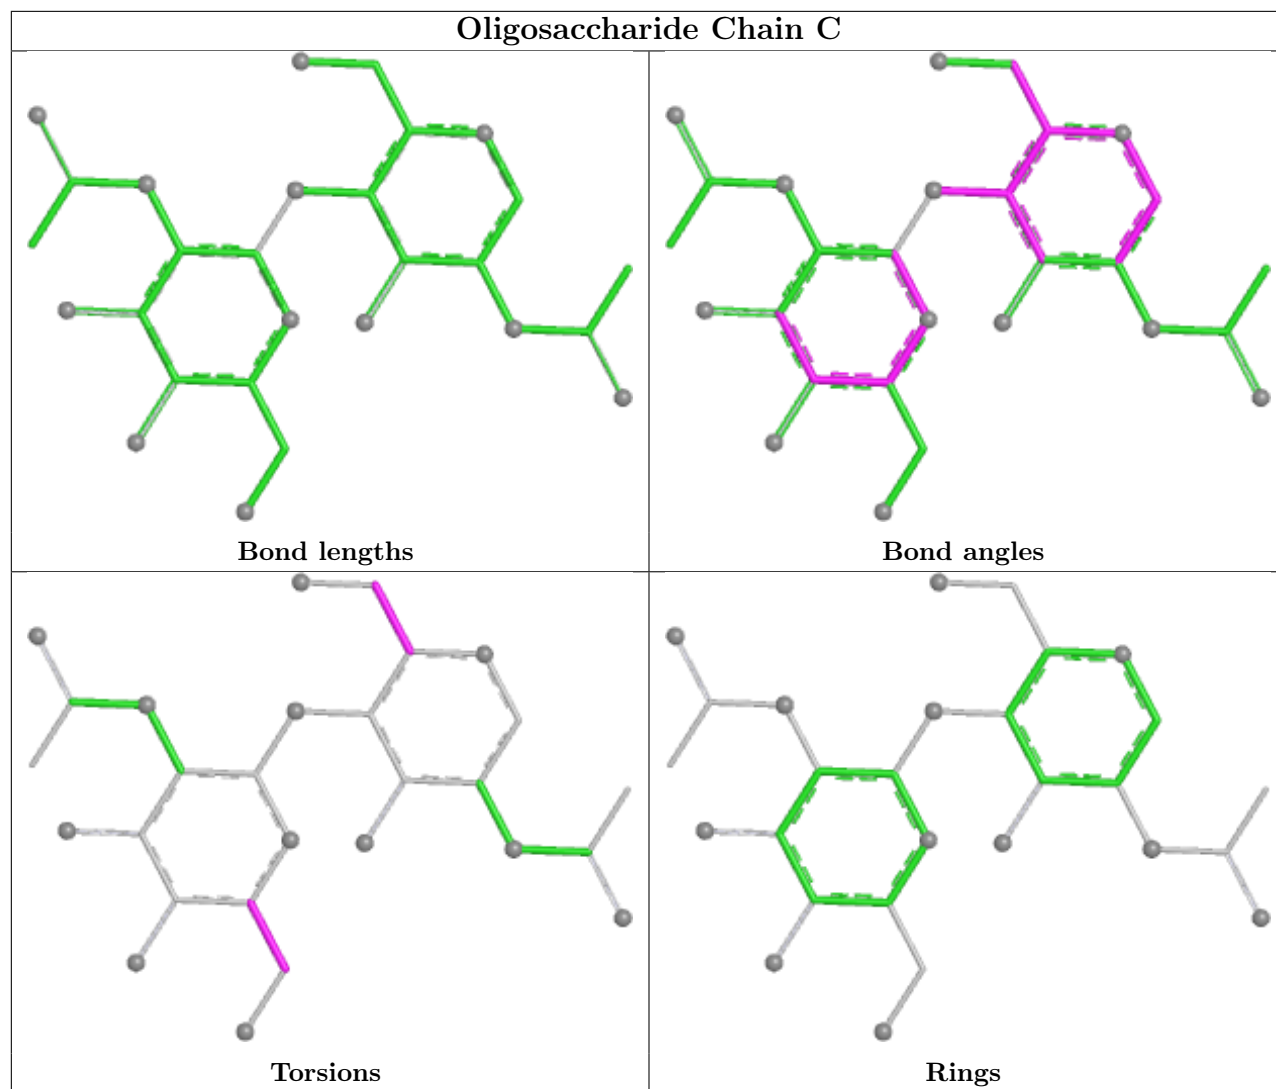 Oligosaccharide Chain C
Bond lengths
Bond angles
Torsions
Rings